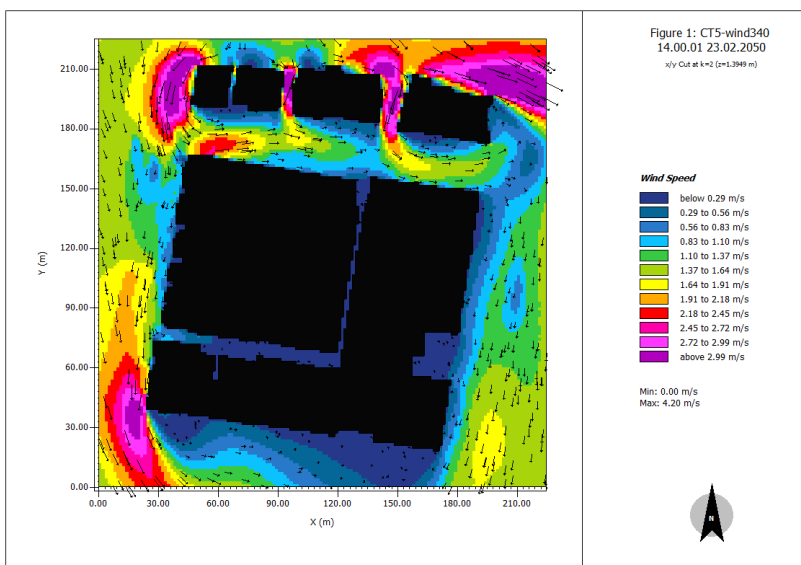 Figure 1: CT5-wind340
14.00.01 23.02.2050
x/y Cut at k=2 (z=1.3949 m)
Wind Speed
below 0.29 m/s
0.29 to 0.56 m/s
0.56 to 0.83 m/s
0.83 to 1.10 m/s
1.10 to 1.37 m/s
1.37 to 1.64 m/s
1.64 to 1.91 m/s
1.91 to 2.18 m/s
2.18 to 2.45 m/s
2.45 to 2.72 m/s
2.72 to 2.99 m/s
above 2.99 m/s
Min: 0.00 m/s
Max: 4.20 m/s
N
Y (m)
210.00
180.00
150.00
120.00
90.00
60.00
30.00
0.00
0.00 30.00 60.00 90.00 120.00 150.00 180.00 210.00
X (m)